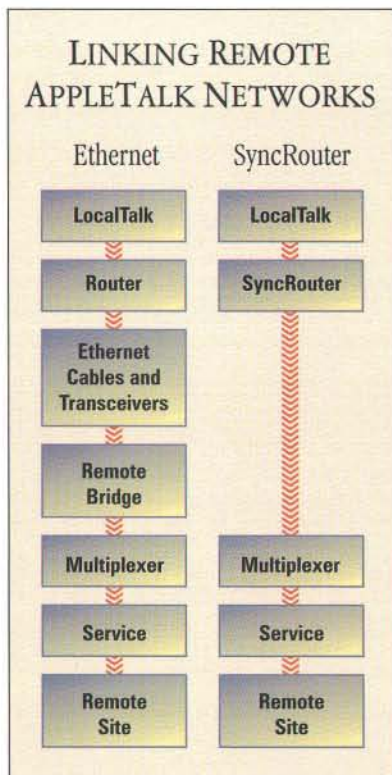 LINKING REMOTE
APPLETALK NETWORKS
Ethernet
LocalTalk
Router
Ethernet
Cables and
Transceivers
Remote
Bridge
Multiplexer
Service
Remote
Site
SyncRouter
LocalTalk
SyncRouter
Multiplexer
Service
Remote
Site